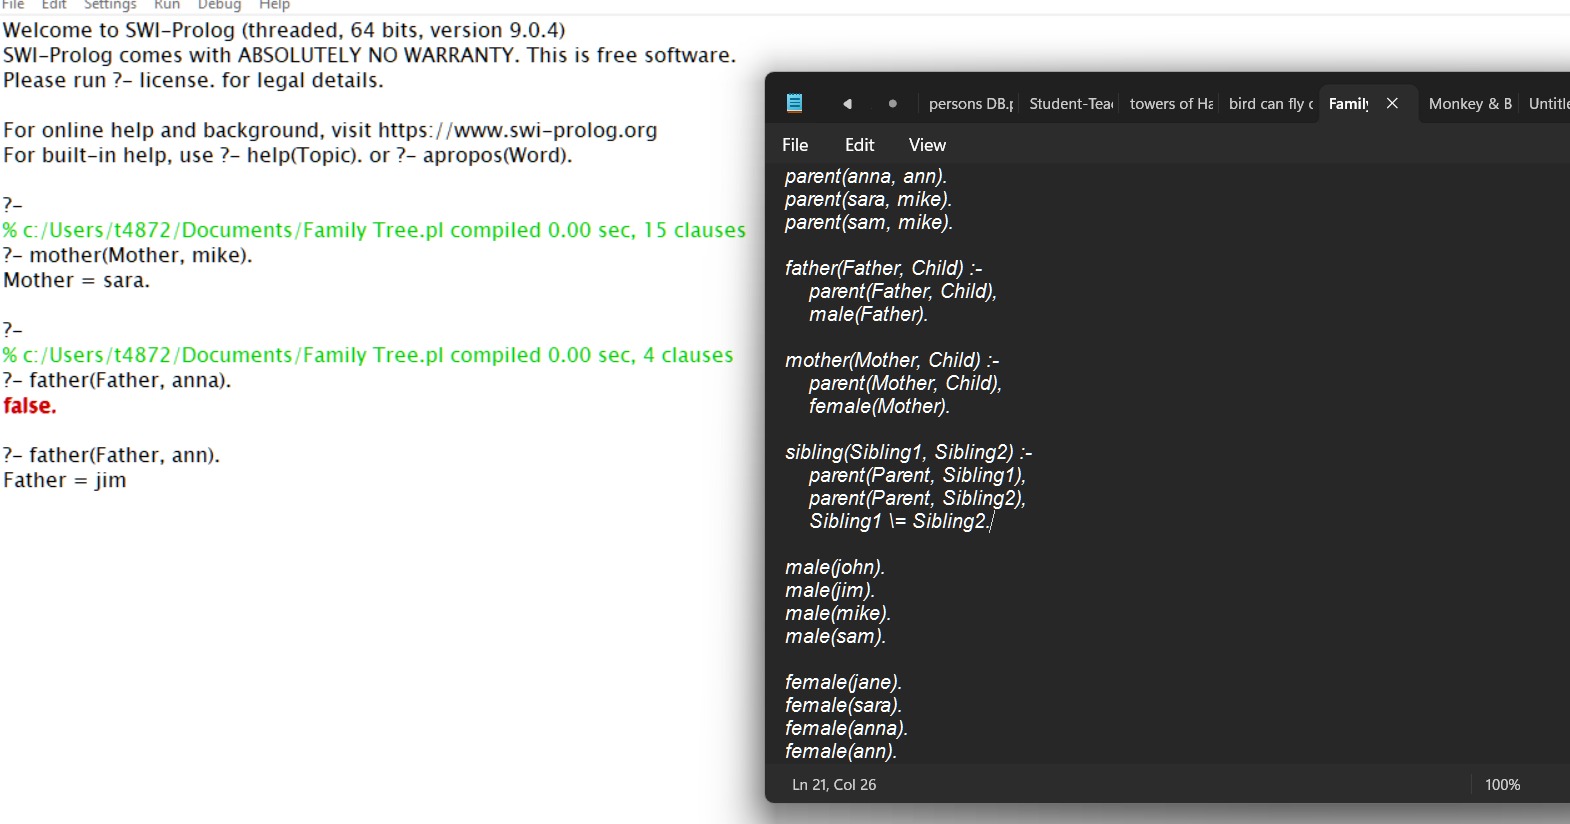 File Edit Settings Run Debug Help
Welcome to SWI-Prolog (threaded, 64 bits, version 9.0.4)
SWI-Prolog comes with ABSOLUTELY NO WARRANTY. This is free software.
Please run ?- license. for legal details.
For online help and background, visit https://www.swi-prolog.org
For built-in help, use ?- help(Topic). or ?- apropos(Word).
?-
% c:/Users/t4872/Documents/Family Tree.pl compiled 0.00 sec, 15 clauses
?- mother(Mother, mike).
Mother = sara.
?-
% c:/Users/t4872/Documents/Family Tree.pl compiled 0.00 sec, 4 clauses
?- father(Father, anna).
false.
?- father(Father, ann).
Father = jim
persons DB.p Student-Tea towers of Ha bird can fly c Family Monkey & B Untitle
File Edit View
parent(anna, ann).
parent(sara, mike).
parent(sam, mike).
father(Father, Child) :-
parent(Father, Child),
male(Father).
mother(Mother, Child) :-
parent(Mother, Child),
female(Mother).
sibling(Sibling1, Sibling2) :-
parent(Parent, Sibling1),
parent(Parent, Sibling2),
Sibling1 \= Sibling2.
male(john).
male(jim).
male(mike).
male(sam).
female(jane).
female(sara).
female(anna).
female(ann).
Ln 21, Col 26
100%